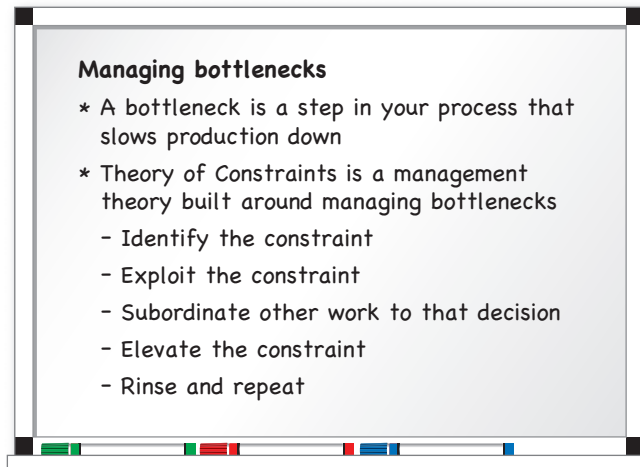 Managing bottlenecks
* A bottleneck is a step in your process that
slows production down
* Theory of Constraints is a management
theory built around managing bottlenecks
- Identify the constraint
- Exploit the constraint
- Subordinate other work to that decision
- Elevate the constraint
- Rinse and repeat